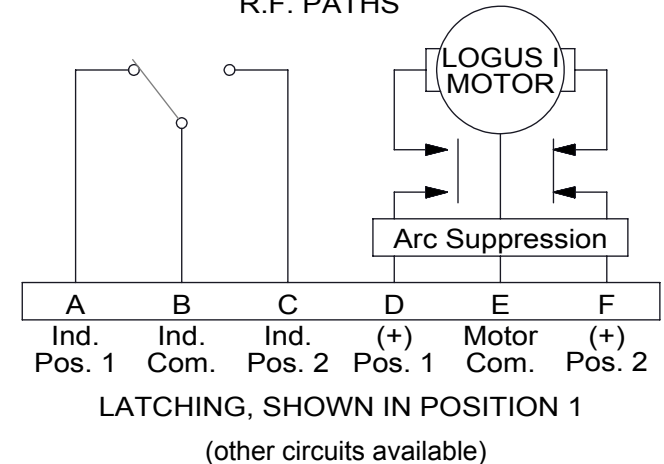 R.F. PATHS
LOGUS I
MOTOR
Arc Suppression
A B C D E F
Ind. Ind. Ind. (+) Motor (+)
Pos. 1 Com. Pos. 2 Pos. 1 Com. Pos. 2
LATCHING, SHOWN IN POSITION 1
(other circuits available)